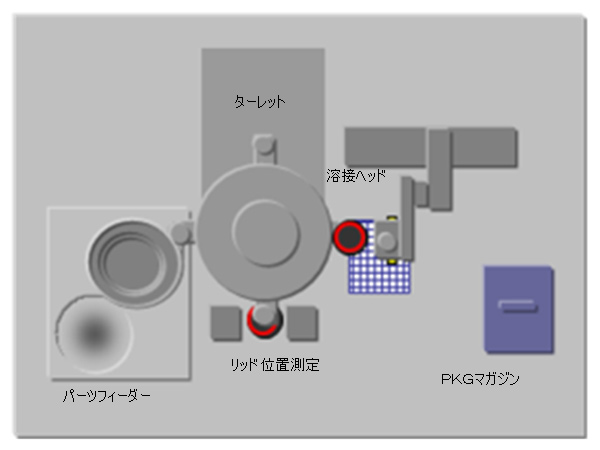 ターレット
溶接ヘッド
リッド位置測定
PKGマガジン
パーツフィーダー